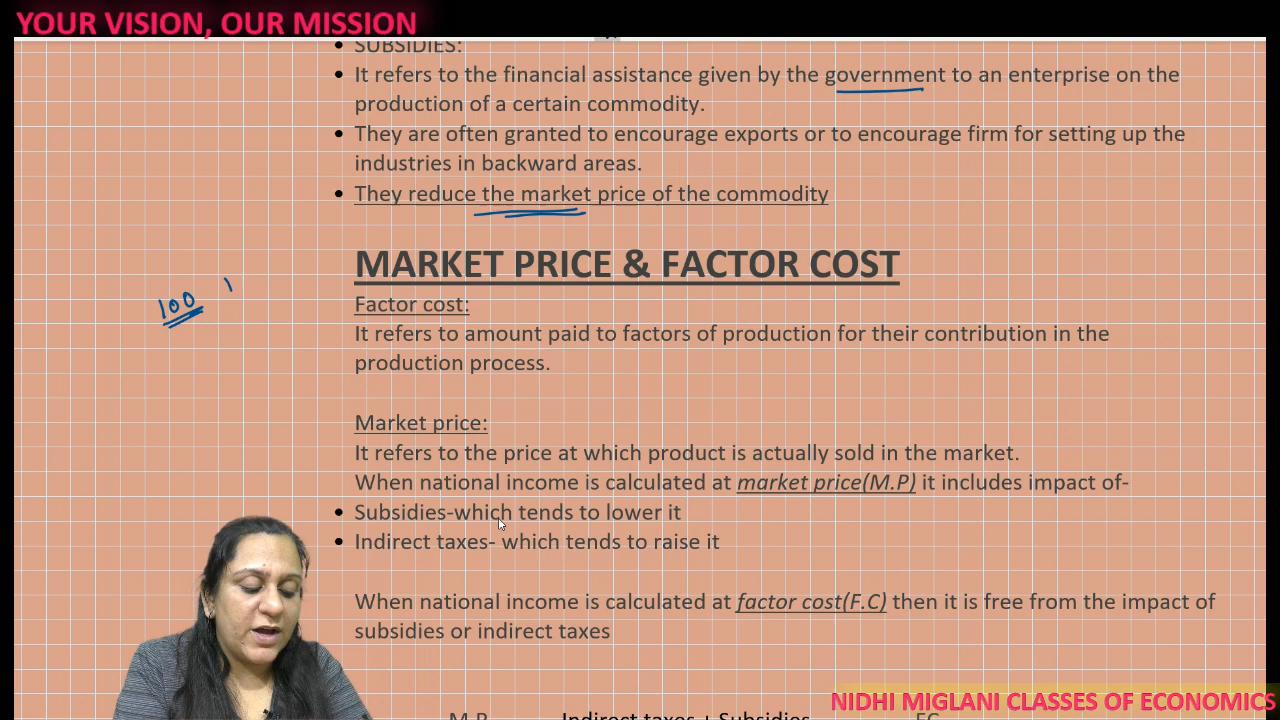 YOUR VISION, OUR MISSION
SUBSIDIES:
It refers to the financial assistance given by the government to an enterprise on the
production of a certain commodity.
They are often granted to encourage exports or to encourage firm for setting up the
industries in backward areas.
They reduce the market price of the commodity
MARKET PRICE & FACTOR COST
100
Factor cost:
It refers to amount paid to factors of production for their contribution in the
production process.
Market price:
It refers to the price at which product is actually sold in the market.
When national income is calculated at market price(M.P) it includes impact of-
Subsidies-which tends to lower it
Indirect taxes- which tends to raise it
When national income is calculated at factor cost(F.C) then it is free from the impact of
subsidies or indirect taxes
NIDHI MIGLANI CLASSES OF ECONOMICS
M.P Indirect taxes + Subsidies FC